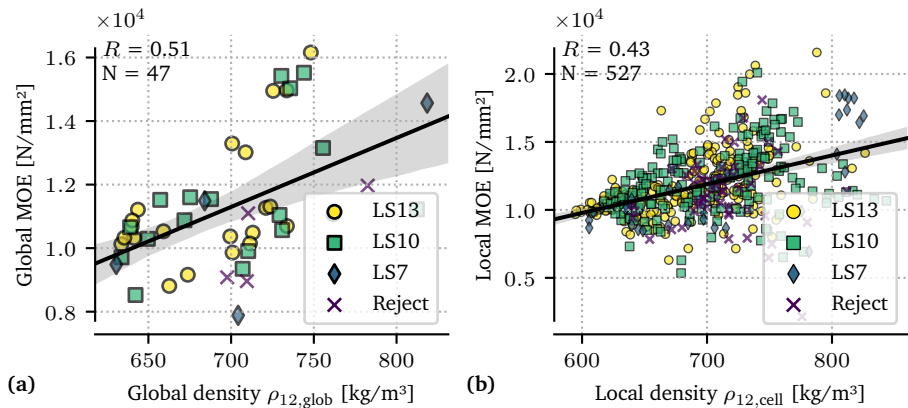 ×10⁴
R = 0.51
N = 47
1.6
1.4
1.2
1.0
0.8
Global MOE [N/mm²]
LS13
LS10
LS7
Reject
650
700
750
800
(a)
Global density ρ12,glob [kg/m³]
×10⁴
R = 0.43
N = 527
2.0
1.5
1.0
0.5
Local MOE [N/mm²]
LS13
LS10
LS7
Reject
600
700
800
(b)
Local density ρ12,cell [kg/m³]